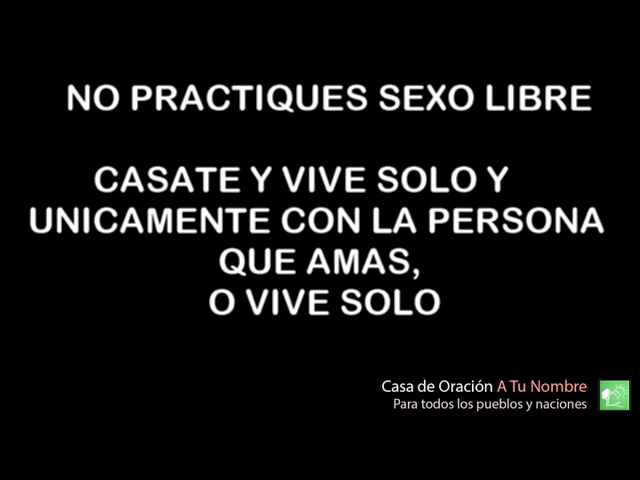 NO PRACTIQUES SEXO LIBRE
CASATE Y VIVE SOLO Y
UNICAMENTE CON LA PERSONA
QUE AMAS,
O VIVE SOLO
Casa de Oración A Tu Nombre
Para todos los pueblos y naciones